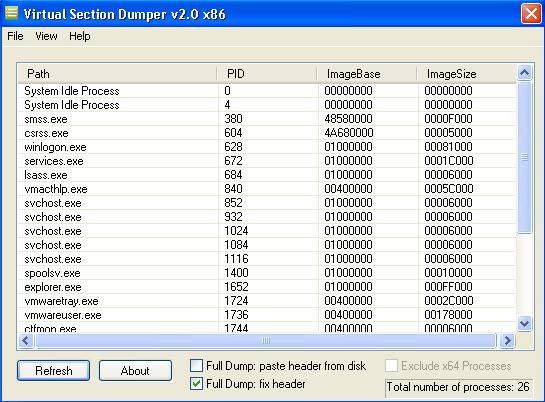 Virtual Section Dumper v2.0 x86
File View Help
Path PID ImageBase ImageSize
System Idle Process 0 00000000 00000000
System Idle Process 4 00000000 00000000
smss.exe 380 48580000 0000F000
csrss.exe 604 4A680000 00005000
winlogon.exe 628 01000000 00081000
services.exe 672 01000000 0001C000
lsass.exe 684 01000000 00006000
vmacthlp.exe 840 00400000 0005C000
svchost.exe 852 01000000 00006000
svchost.exe 932 01000000 00006000
svchost.exe 1024 01000000 00006000
svchost.exe 1084 01000000 00006000
svchost.exe 1116 01000000 00006000
spoolsv.exe 1400 01000000 00010000
explorer.exe 1652 01000000 000FF000
vmwaretray.exe 1724 00400000 0002C000
vmwareuser.exe 1736 00400000 00178000
ctfmon.exe 1744 00400000 00006000
Refresh About Full Dump: paste header from disk Exclude x64 Processes
Full Dump: fix header Total number of processes: 26